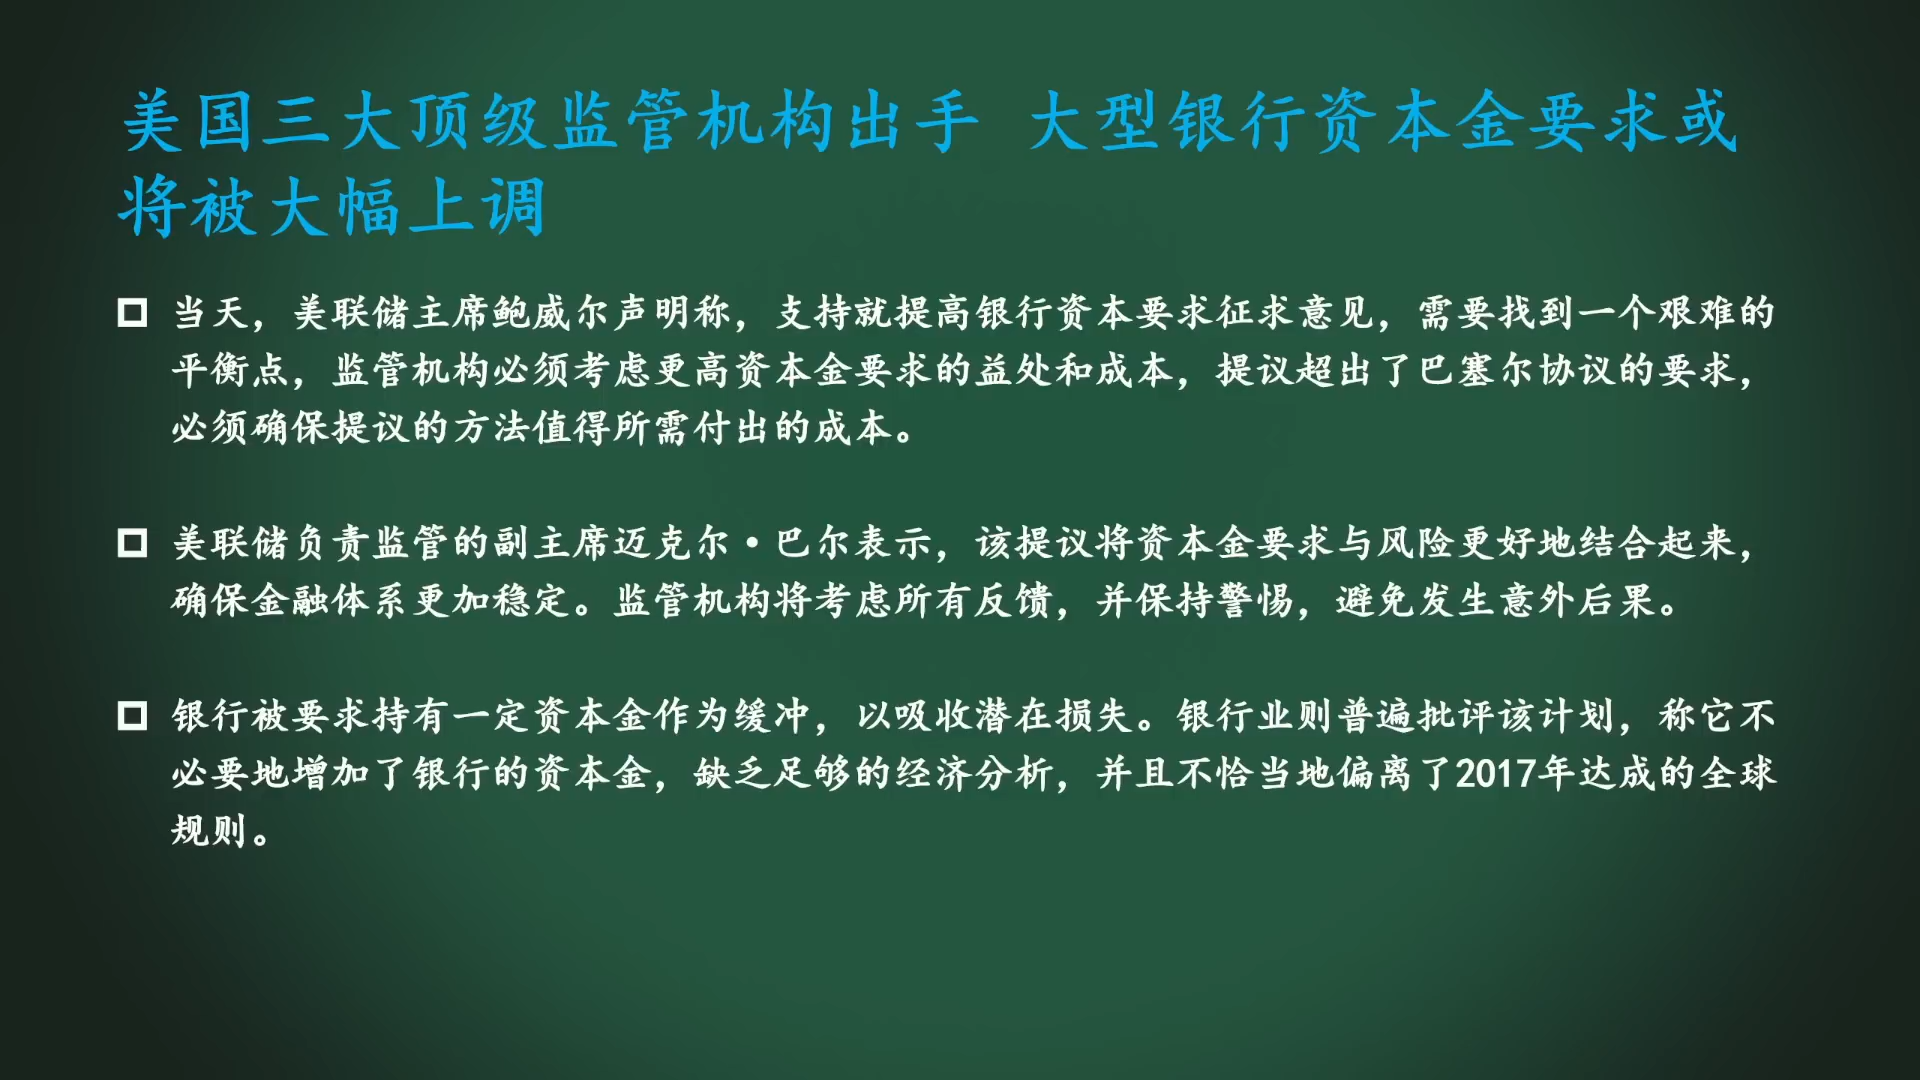 美国三大顶级监管机构出手 大型银行资本金要求或
将被大幅上调
当天，美联储主席鲍威尔声明称，支持就提高银行资本要求征求意见，需要找到一个艰难的
平衡点，监管机构必须考虑更高资本金要求的益处和成本，提议超出了巴塞尔协议的要求，
必须确保提议的方法值得所需付出的成本。
美联储负责监管的副主席迈克尔·巴尔表示，该提议将资本金要求与风险更好地结合起来，
确保金融体系更加稳定。监管机构将考虑所有反馈，并保持警惕，避免发生意外后果。
银行被要求持有一定资本金作为缓冲，以吸收潜在损失。银行业则普遍批评该计划，称它不
必要地增加了银行的资本金，缺乏足够的经济分析，并且不恰当地偏离了2017年达成的全球
规则。